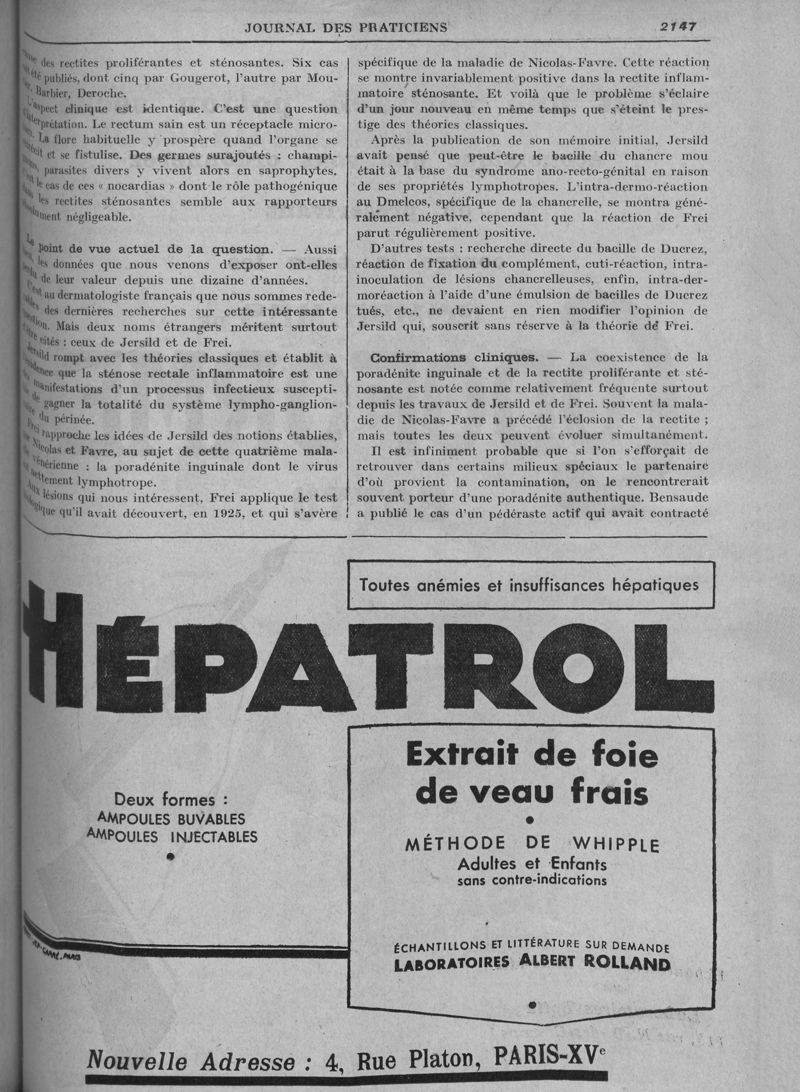 JOURNAL DES PRATICIENS
2147
des rectites proliférantes et sténosantes. Six cas
publiés, dont cinq par Gougerot, l'autre par Mou-
Barbier, Deroche.
clinique est identique. C'est une question
Le rectum sain est un réceptacle micro-
La flore habituelle y prospère quand l'organe se
et se fistulise. Des germes surajoutés : champi-
parasites divers y vivent alors en saprophytes.
le cas de ces « nocardias » dont le rôle pathogénique
les rectites sténosantes semble aux rapporteurs
négligeable.
point de vue actuel de la question. — Aussi
les données que nous venons d'exposer ont-elles
de leur valeur depuis une dizaine d'années.
au dermatologiste français que nous sommes rede-
des dernières recherches sur cette intéressante
Mais deux noms étrangers méritent surtout
cités : ceux de Jersild et de Frei.
rompt avec les théories classiques et établit à
que la sténose rectale inflammatoire est une
manifestations d'un processus infectieux suscepti-
gagner la totalité du système lympho-ganglion-
du périnée.
rapproche les idées de Jersild des notions établies,
et Favre, au sujet de cette quatrième mala-
vénérienne : la poradénite inguinale dont le virus
lymphotrope.
lésions qui nous intéressent, Frei applique le test
qu'il avait découvert, en 1925, et qui s'avère
spécifique de la maladie de Nicolas-Favre. Cette réaction
se montre invariablement positive dans la rectite inflam-
matoire sténosante. Et voilà que le problème s'éclaire
d'un jour nouveau en même temps que s'éteint le pres-
tige des théories classiques.
Après la publication de son mémoire initial, Jersild
avait pensé que peut-être le bacille du chancre mou
était à la base du syndrome ano-recto-génital en raison
de ses propriétés lymphotropes. L'intra-dermo-réaction
au Dmelcos, spécifique de la chancrelle, se montra géné-
ralement négative, cependant que la réaction de Frei
parut régulièrement positive.
D'autres tests : recherche directe du bacille de Ducrez,
réaction de fixation du complément, cuti-réaction, intra-
inoculation de lésions chancrelleuses, enfin, intra-der-
moréaction à l'aide d'une émulsion de bacilles de Ducrez
tués, etc., ne devaient en rien modifier l'opinion de
Jersild qui, souscrit sans réserve à la théorie de Frei.
Confirmations cliniques. — La coexistence de la
poradénite inguinale et de la rectite proliférante et sté-
nosante est notée comme relativement fréquente surtout
depuis les travaux de Jersild et de Frei. Souvent la mala-
die de Nicolas-Favre a précédé l'éclosion de la rectite ;
mais toutes les deux peuvent évoluer simultanément.
Il est infiniment probable que si l'on s'efforçait de
retrouver dans certains milieux spéciaux le partenaire
d'où provient la contamination, on le rencontrerait
souvent porteur d'une poradénite authentique. Bensaude
a publié le cas d'un pédéraste actif qui avait contracté
Toutes anémies et insuffisances hépatiques
HÉPATROL
Extrait de foie
de veau frais
Deux formes :
AMPOULES BUVABLES
AMPOULES INJECTABLES
MÉTHODE DE WHIPPLE
Adultes et Enfants
sans contre-indications
ÉCHANTILLONS ET LITTÉRATURE SUR DEMANDE
LABORATOIRES ALBERT ROLLAND
Nouvelle Adresse : 4, Rue Platon, PARIS-XVe